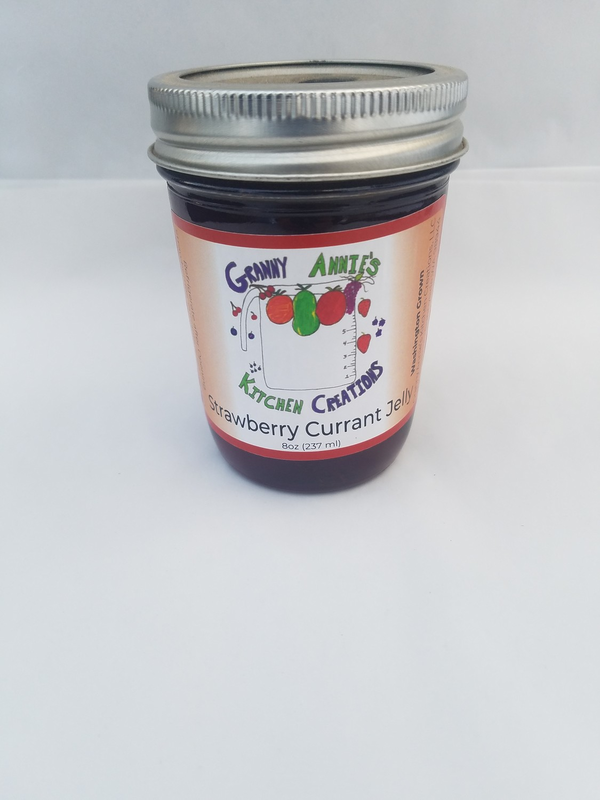 GRANNY ANNIE'S
KITCHEN CREATIONS
Strawberry Currant Jelly
8oz (237 ml)
Washington Grown